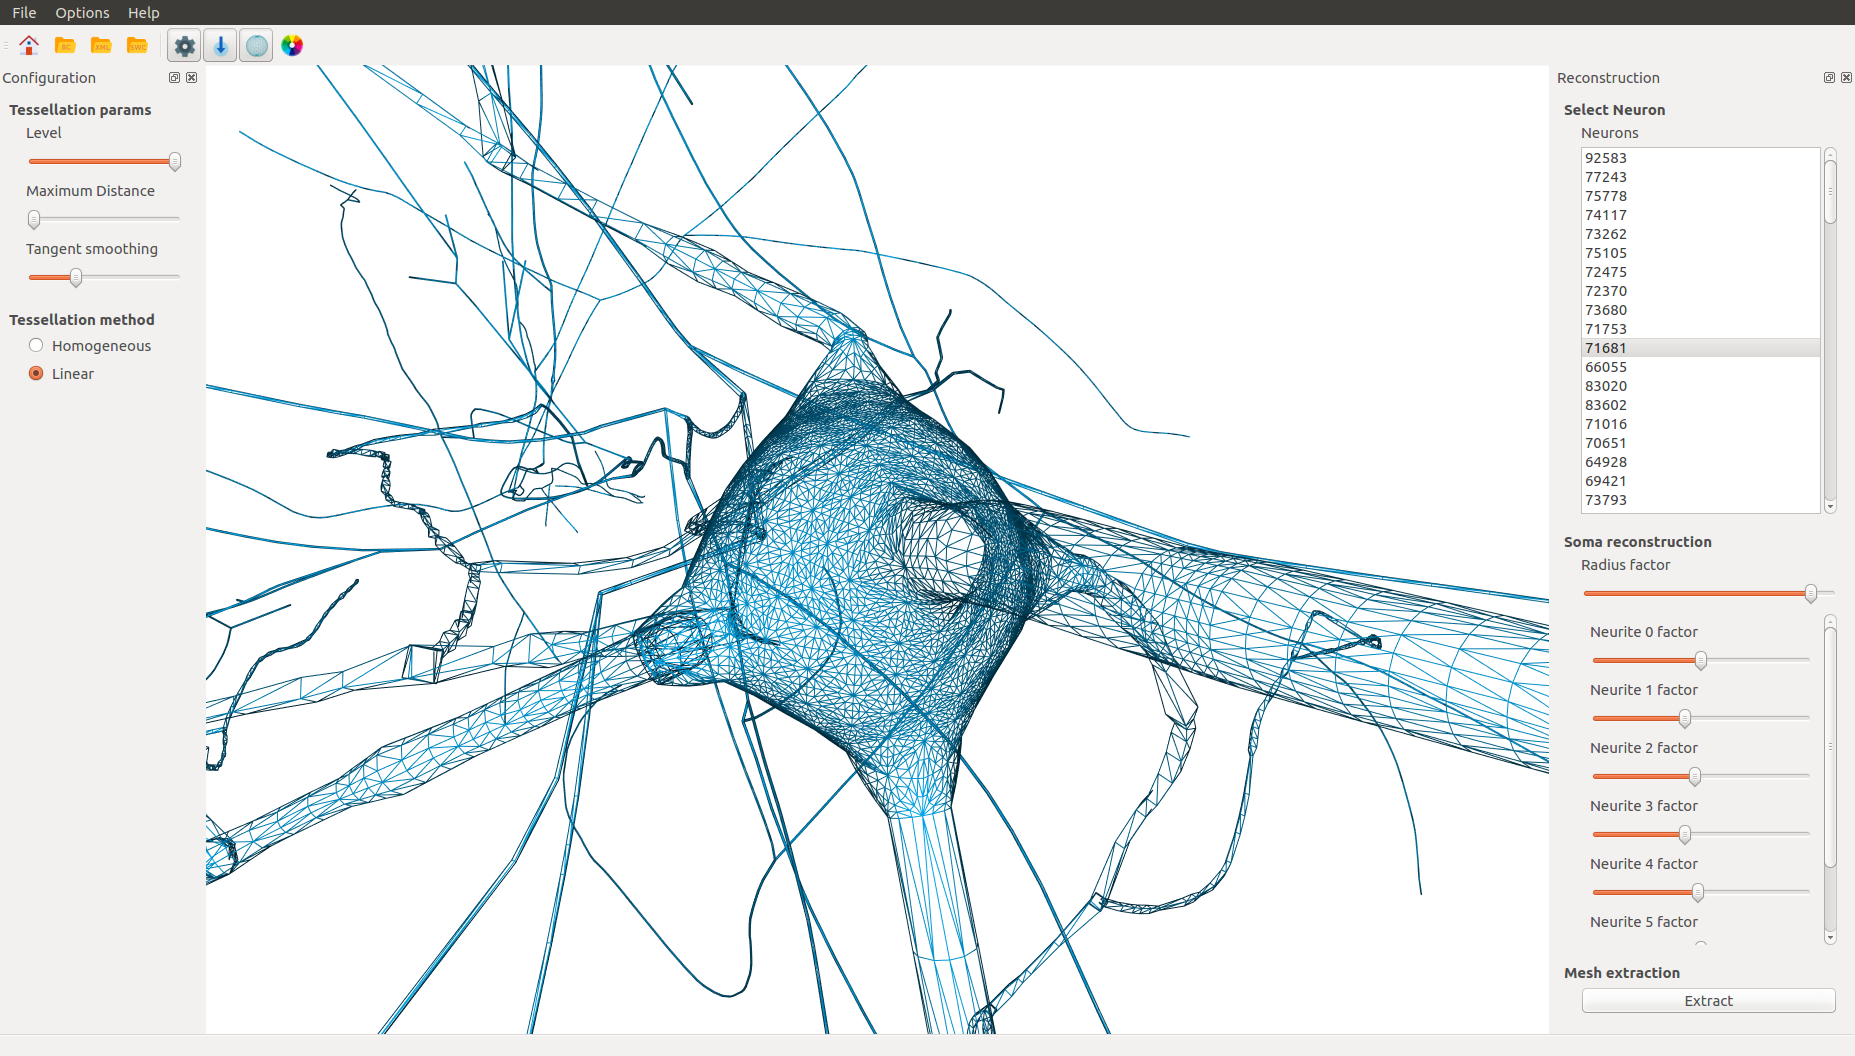 File Options Help
BC XML SWC
Configuration
Tessellation params
Level
Maximum Distance
Tangent smoothing
Tessellation method
Homogeneous
Linear
Reconstruction
Select Neuron
Neurons
92583
77243
75778
74117
73262
75105
72475
72370
73680
71753
71681
66055
83020
83602
71016
70651
64928
69421
73793
Soma reconstruction
Radius factor
Neurite 0 factor
Neurite 1 factor
Neurite 2 factor
Neurite 3 factor
Neurite 4 factor
Neurite 5 factor
Mesh extraction
Extract